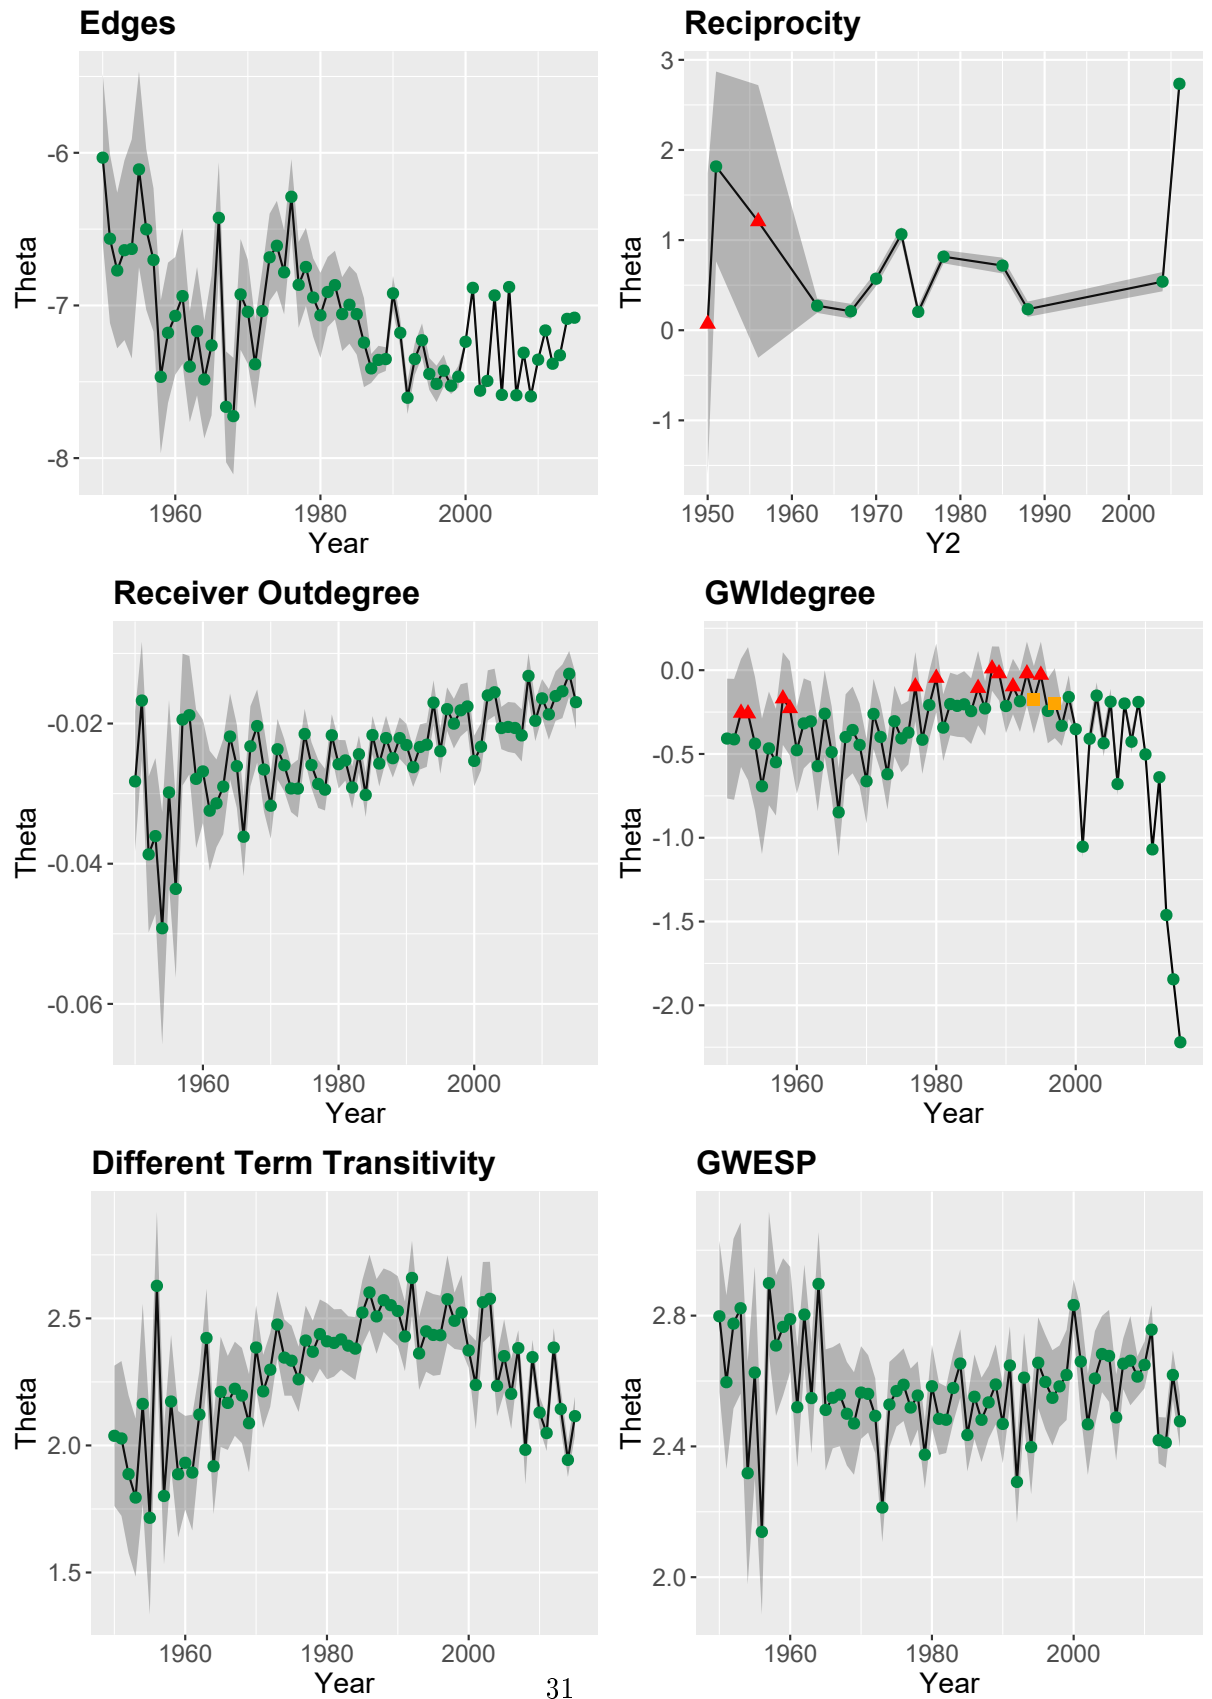 Edges
Theta
-6
-7
-8
1960 1980 2000
Year
Reciprocity
Theta
3
2
1
0
-1
1950 1960 1970 1980 1990 2000
Y2
Receiver Outdegree
Theta
-0.02
-0.04
-0.06
1960 1980 2000
Year
GWIdegree
Theta
0.0
-0.5
-1.0
-1.5
-2.0
1960 1980 2000
Year
Different Term Transitivity
Theta
2.5
2.0
1.5
1960 1980 2000
Year
GWESP
Theta
2.8
2.4
2.0
1960 1980 2000
Year
31